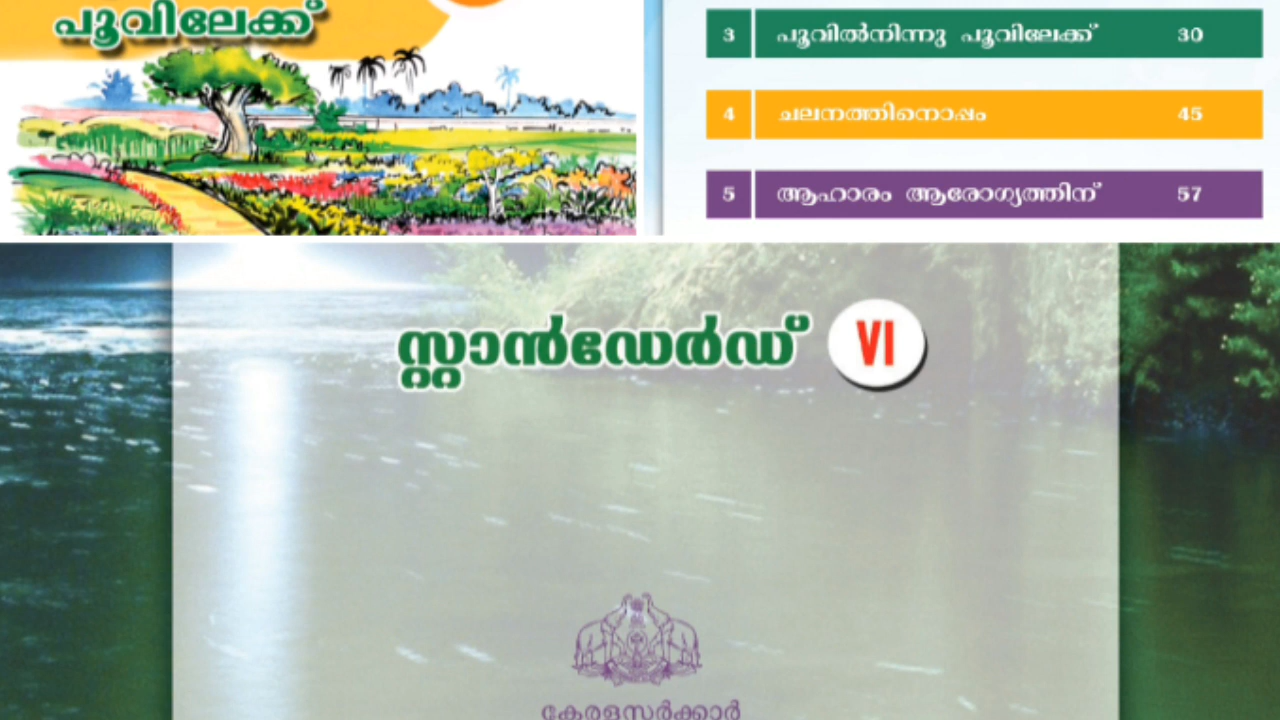 പൂവിലേക്ക്
3 പൂവിൽനിന്നു പൂവിലേക്ക് 30
4 ചലനത്തിനൊപ്പം 45
5 ആഹാരം ആരോഗ്യത്തിന് 57
സ്റ്റാൻഡേർഡ് VI
കേരളസർക്കാർ